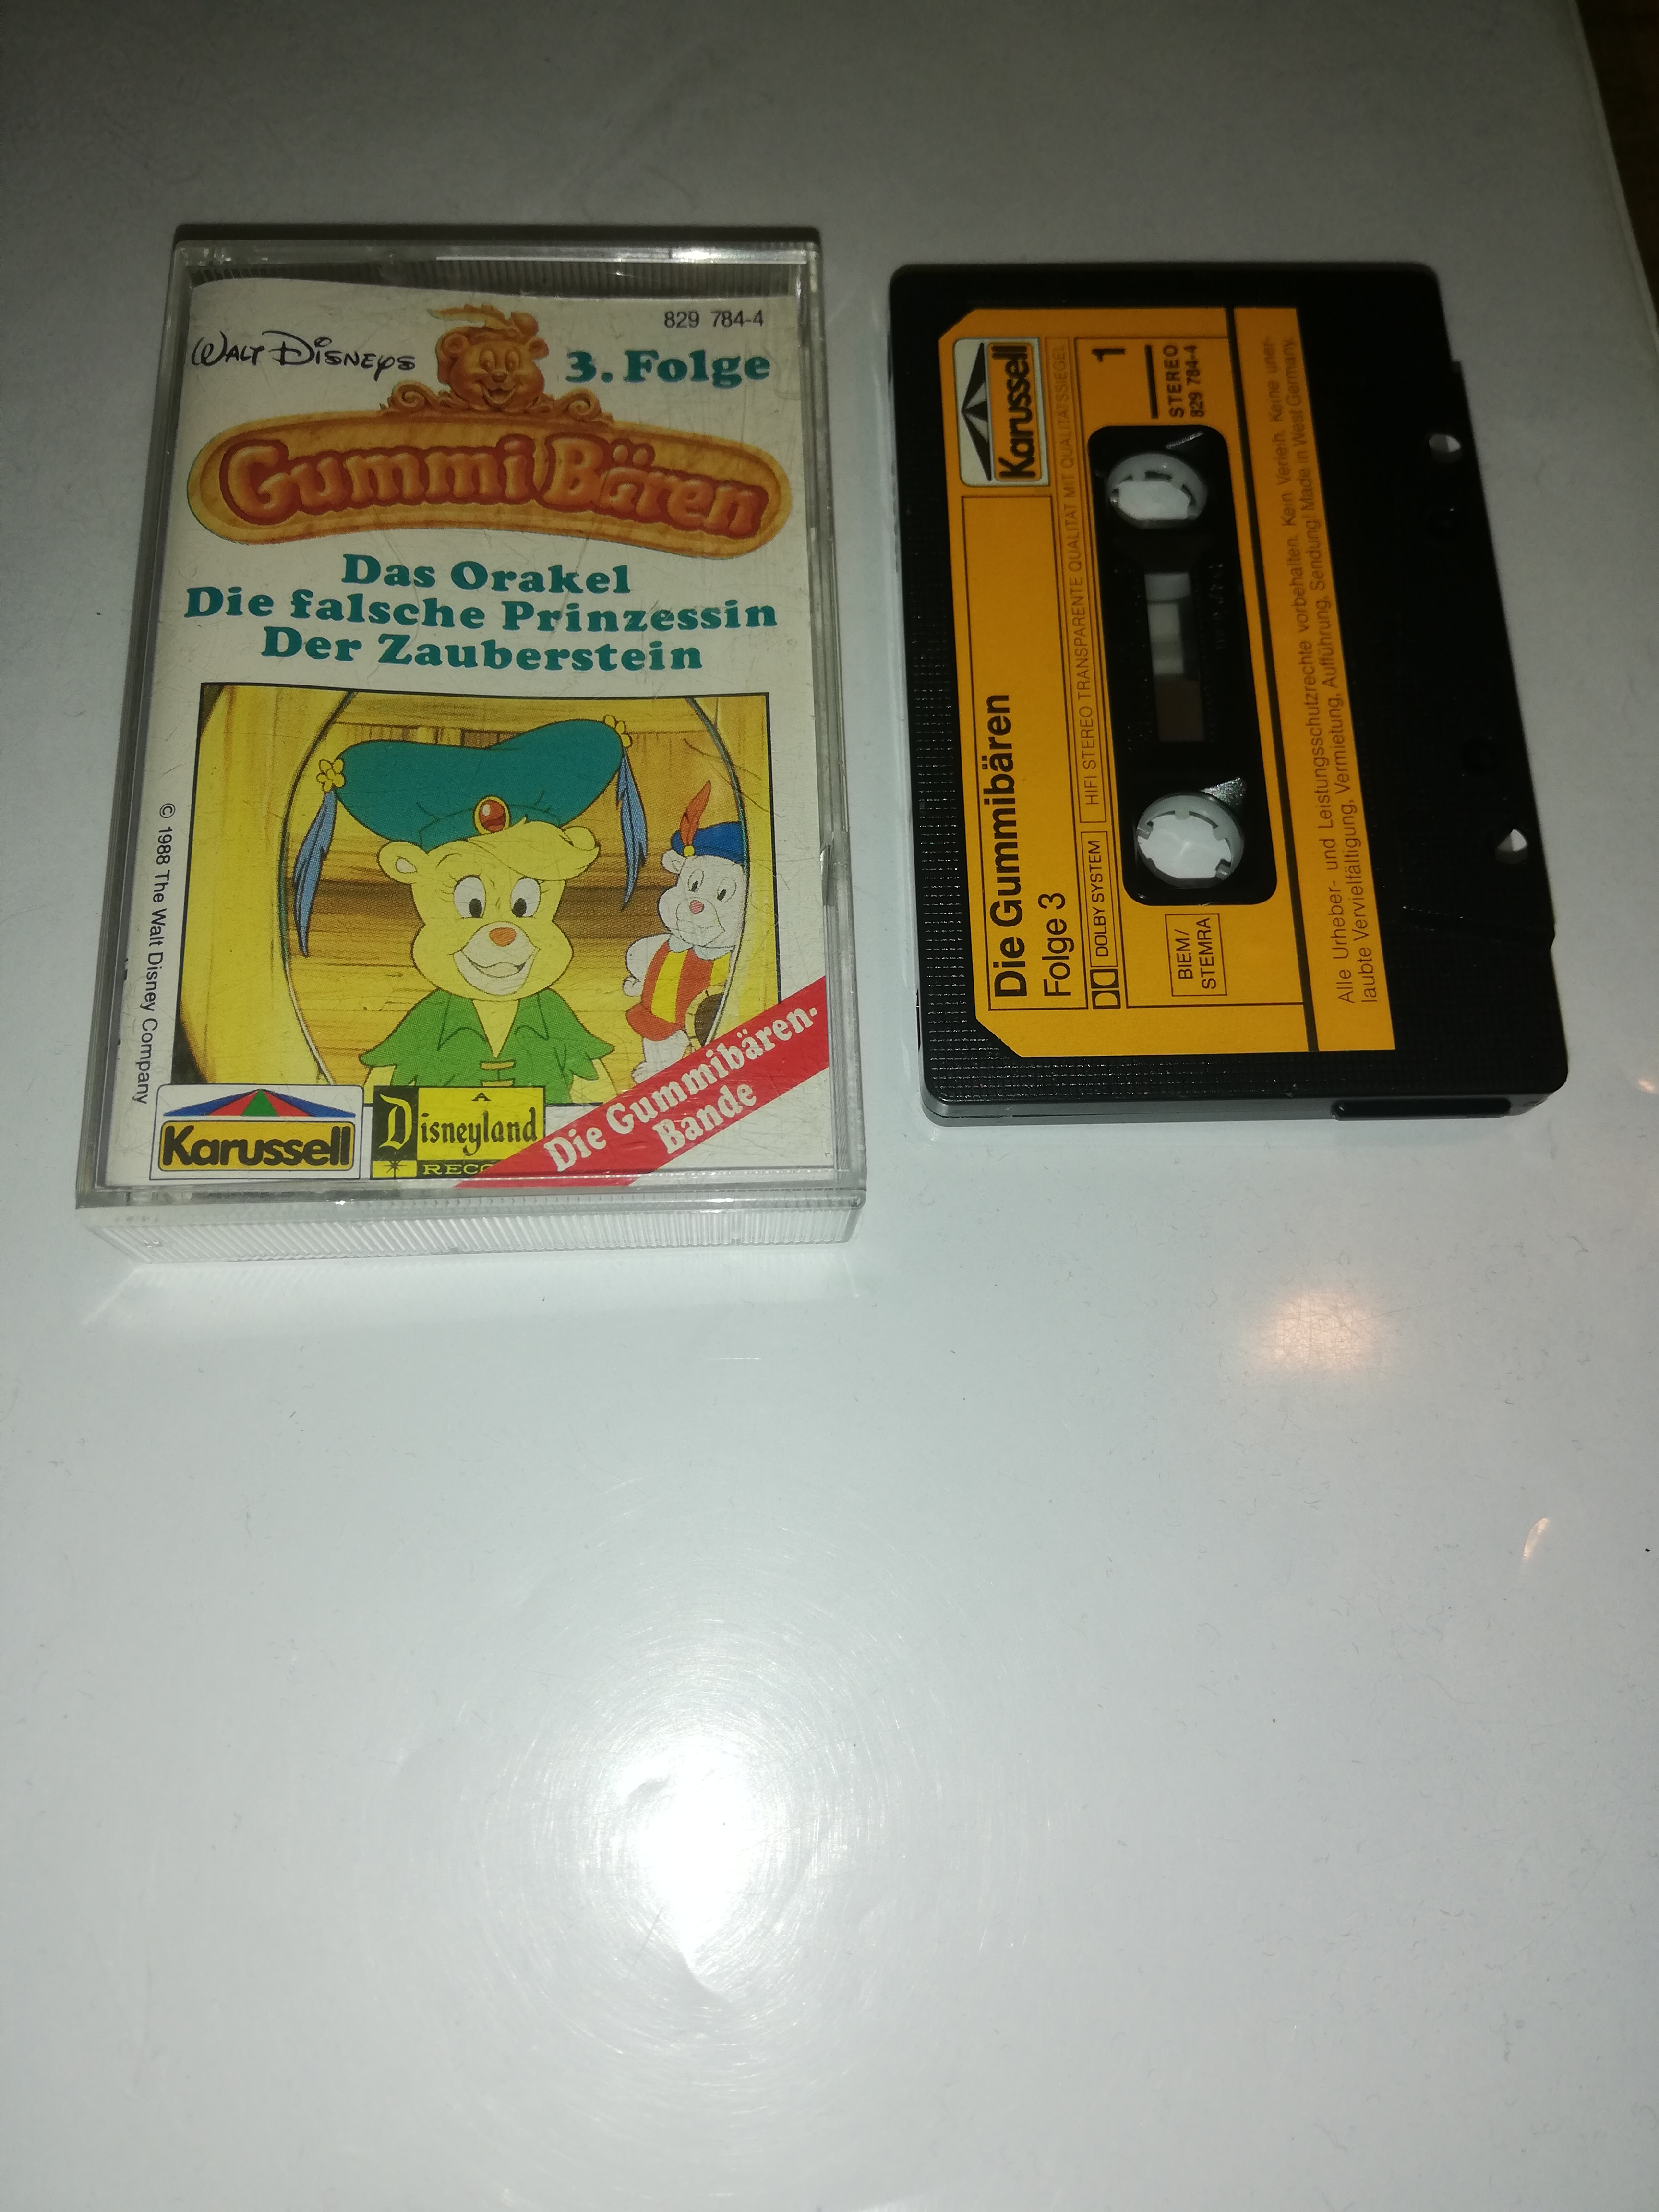 829 784-4
WALT DISNEYS
3. Folge
Gummi Bären
Das Orakel
Die falsche Prinzessin
Der Zauberstein
© 1988 The Walt Disney Company
Karussell
A
Disneyland
RECO
Die Gummibären-
Bande
Karussell
Die Gummibären
Folge 3
DOLBY SYSTEM
HIFI STEREO TRANSPARENTE QUALITÄT MIT QUALITÄTSSIEGEL
1
STEREO
829 784-4
BIEM/
STEMRA
Alle Urheber- und Leistungsschutzrechte vorbehalten. Kein Verleih. Keine uner-
laubte Vervielfältigung, Vermietung, Aufführung, Sendung! Made in West Germany.